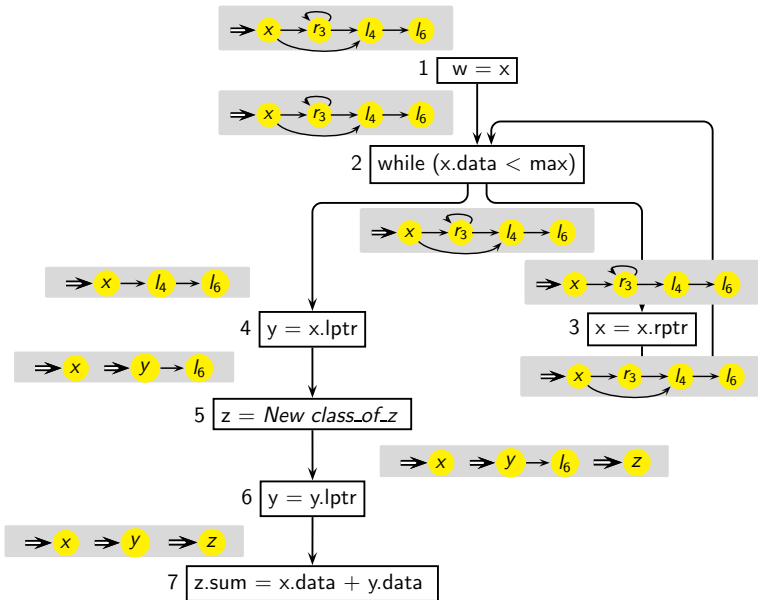 x r3 l4 l6
1 w = x
x r3 l4 l6
2 while (x.data < max)
x r3 l4 l6
x l4 l6
x r3 l4 l6
4 y = x.lptr
3 x = x.rptr
x y l6
x r3 l4 l6
5 z = New class_of_z
x y l6 z
6 y = y.lptr
x y z
7 z.sum = x.data + y.data